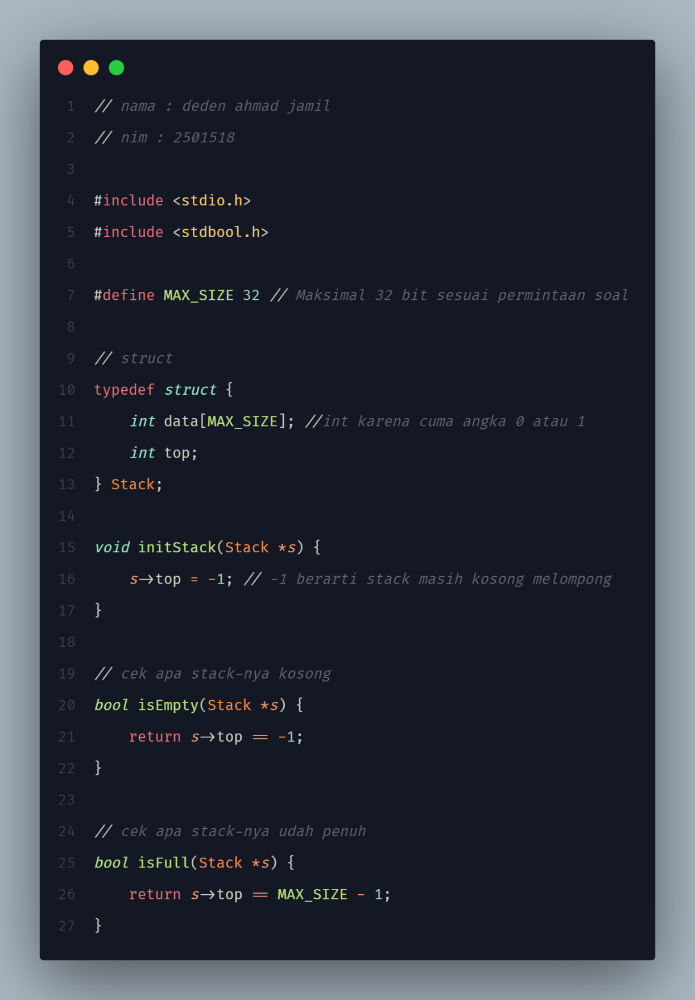 1 // nama : deden ahmad jamil
2 // nim : 2501518
3
4 #include <stdio.h>
5 #include <stdbool.h>
6
7 #define MAX_SIZE 32 // Maksimal 32 bit sesuai permintaan soal
8
9 // struct
10 typedef struct {
11     int data[MAX_SIZE]; //int karena cuma angka 0 atau 1
12     int top;
13 } Stack;
14
15 void initStack(Stack *s) {
16     s->top = -1; // -1 berarti stack masih kosong melompong
17 }
18
19 // cek apa stack-nya kosong
20 bool isEmpty(Stack *s) {
21     return s->top == -1;
22 }
23
24 // cek apa stack-nya udah penuh
25 bool isFull(Stack *s) {
26     return s->top == MAX_SIZE - 1;
27 }